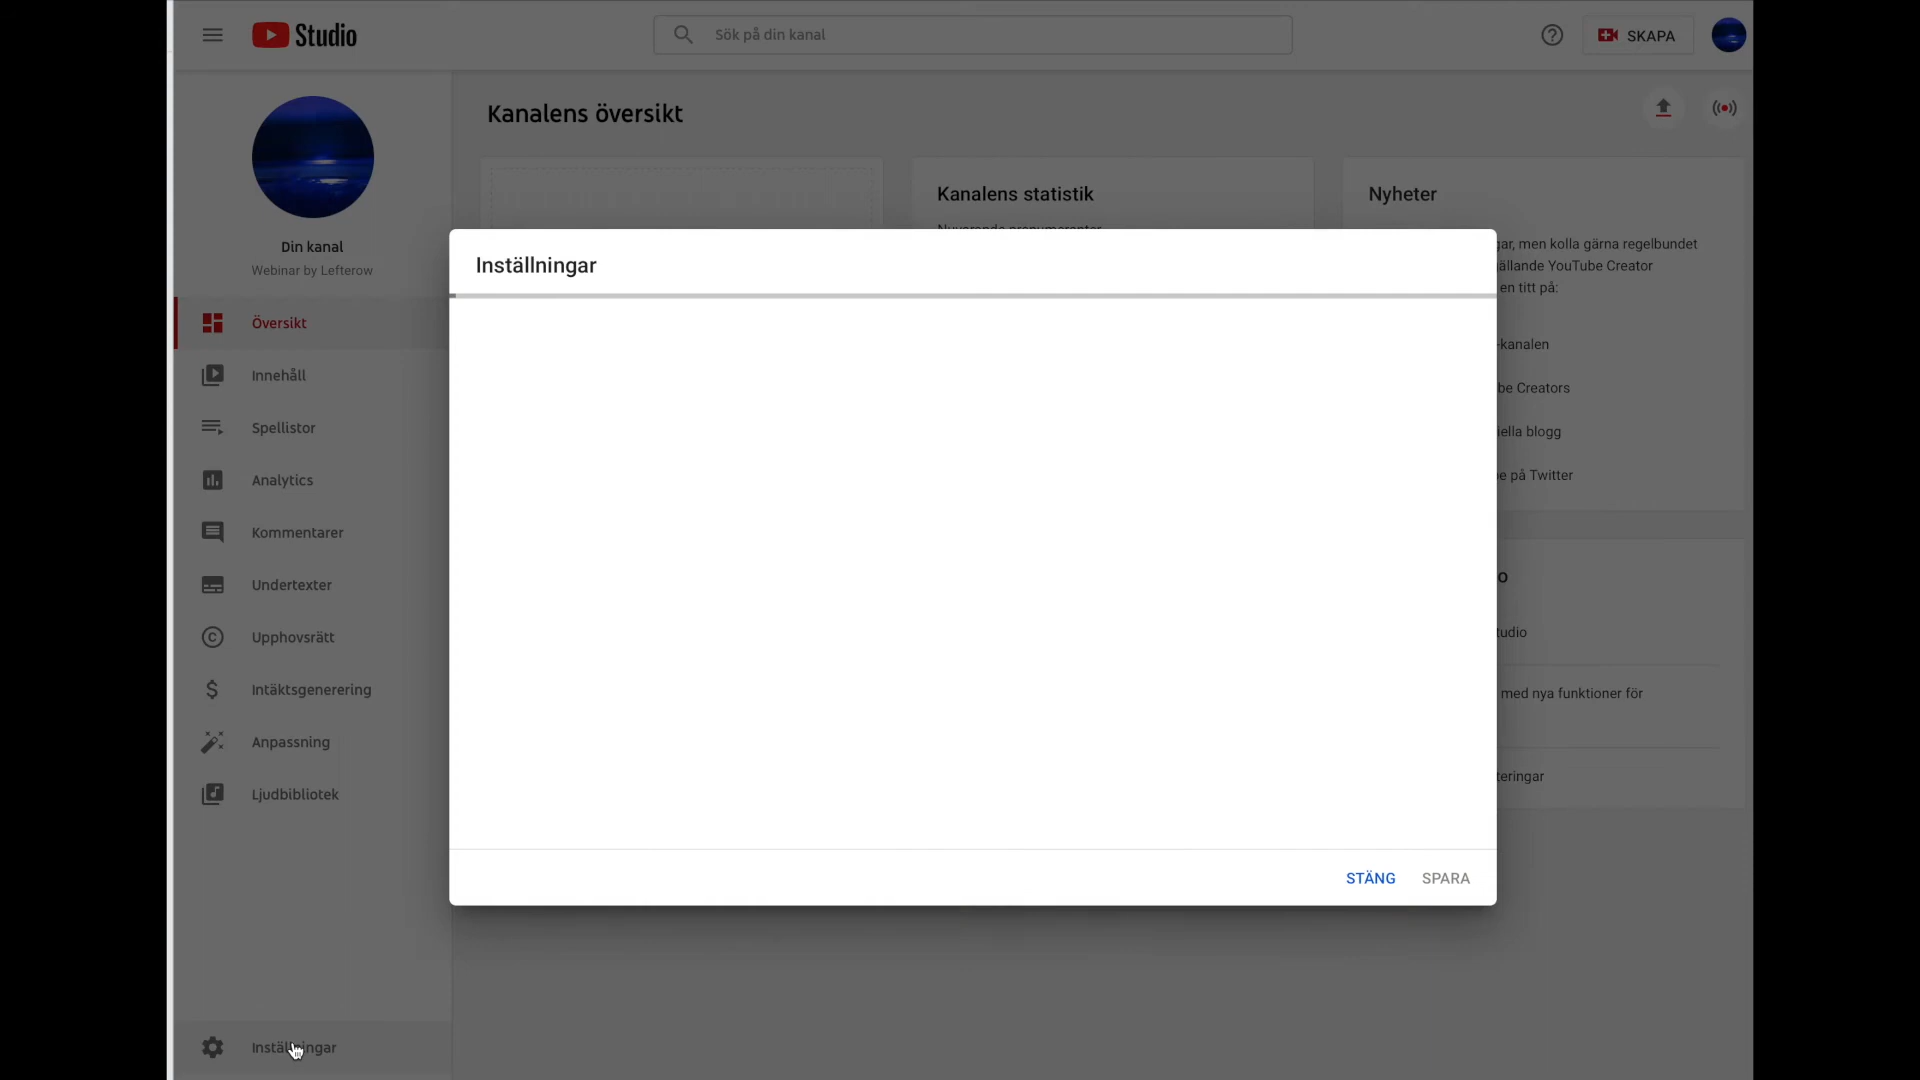 Studio
Sök på din kanal
SKAPA
Din kanal
Webinar by Lefterow
Översikt
Innehåll
Spellistor
Analytics
Kommentarer
Undertexter
Upphovsrätt
Intäktsgenerering
Anpassning
Ljudbibliotek
Inställningar
Kanalens översikt
Kanalens statistik
Nyheter
gar, men kolla gärna regelbundet
ällande YouTube Creator
en titt på:
-kanalen
be Creators
iella blogg
på Twitter
o
tudio
med nya funktioner för
teringar
Inställningar
STÄNG
SPARA